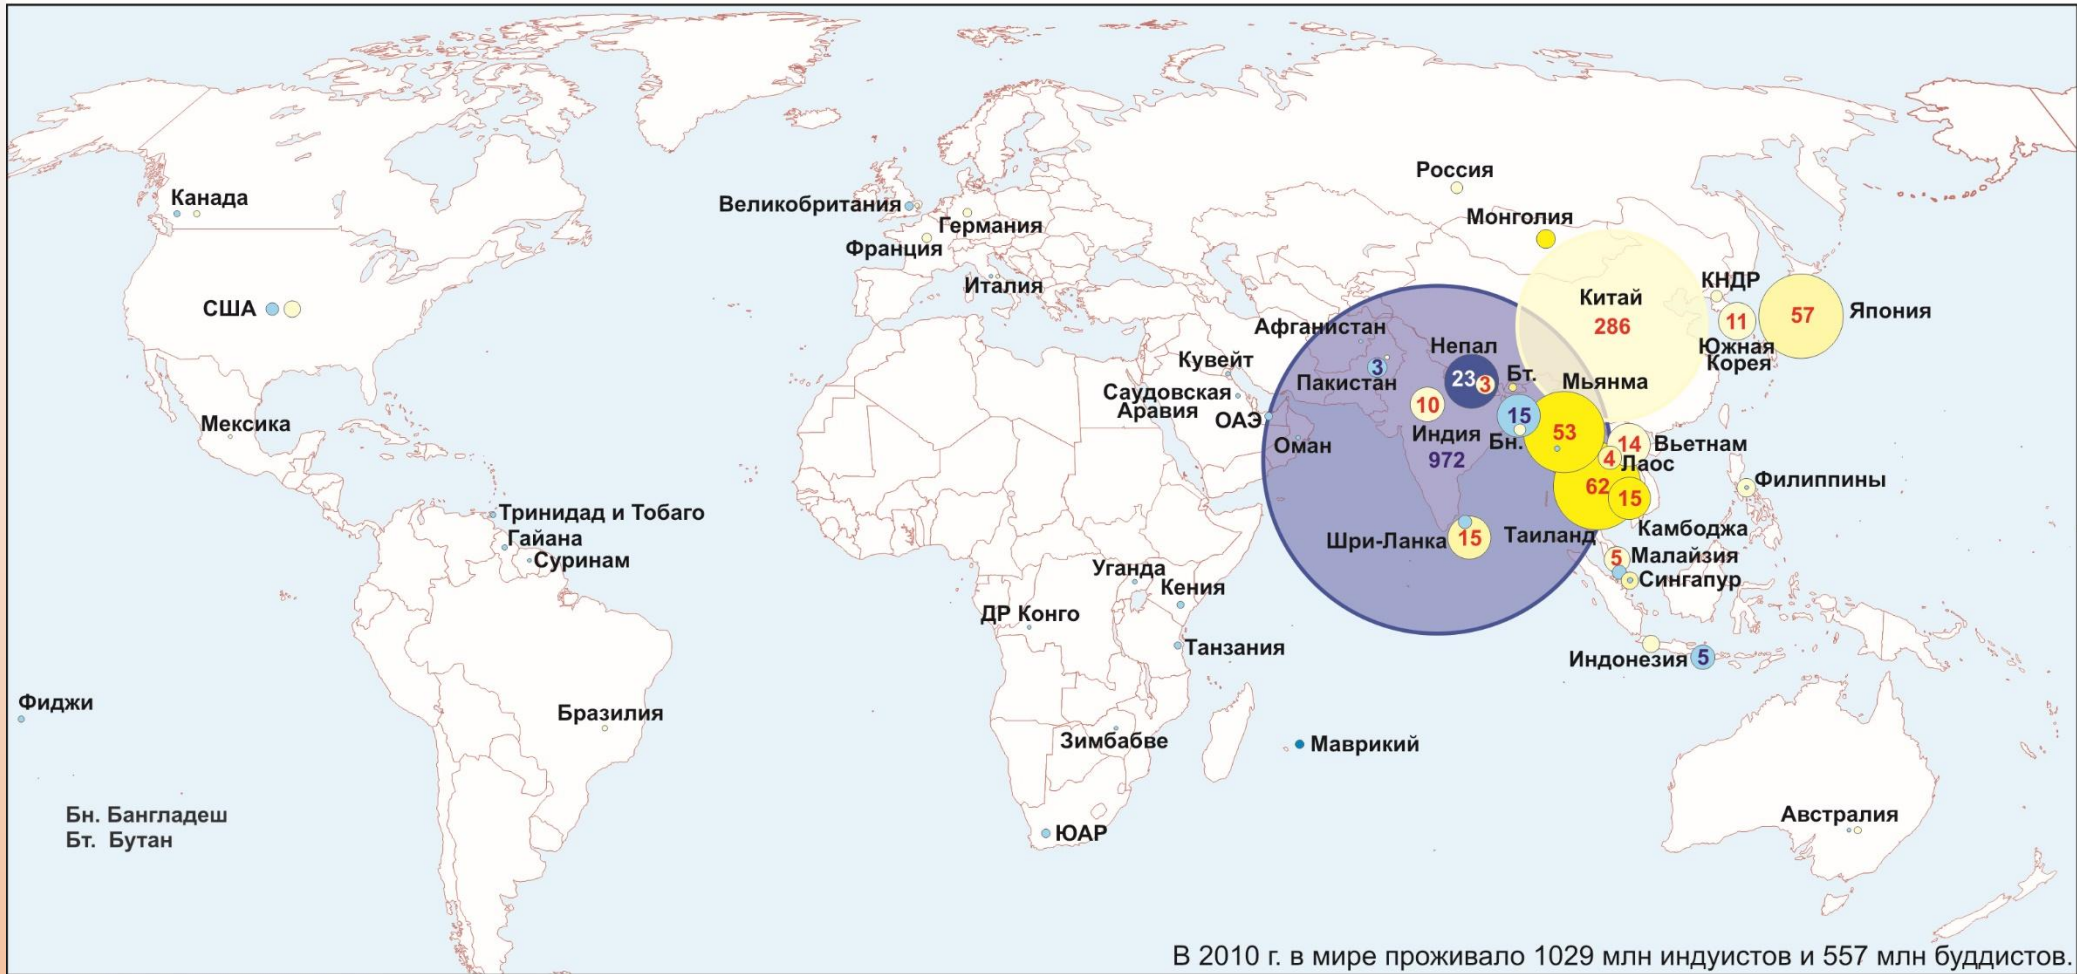 Канада
США
Мексика
Тринидад и Тобаго
Гайана
Суринам
Бразилия
Фиджи
Бн. Бангладеш
Бт. Бутан
Великобритания
Германия
Франция
Италия
Россия
Монголия
Китай
286
КНДР
11
Южная
Корея
57
Япония
Афганистан
Кувейт
3
Пакистан
Саудовская
Аравия
ОАЭ
Оман
Непал
23
3
Бт.
Мьянма
10
Индия
972
15
Бн.
53
14
Вьетнам
4
Лаос
62
15
Камбоджа
Таиланд
Шри-Ланка
15
5
Малайзия
Сингапур
Филиппины
Индонезия
5
Уганда
Кения
ДР Конго
Танзания
Зимбабве
Маврикий
ЮАР
Австралия
В 2010 г. в мире проживало 1029 млн индуистов и 557 млн буддистов.